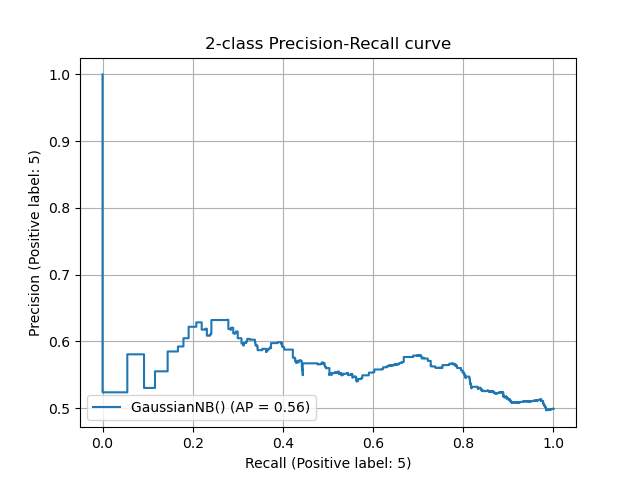 2-class Precision-Recall curve
1.0
0.9
0.8
0.7
0.6
0.5
Precision (Positive label: 5)
GaussianNB() (AP = 0.56)
0.0 0.2 0.4 0.6 0.8 1.0
Recall (Positive label: 5)